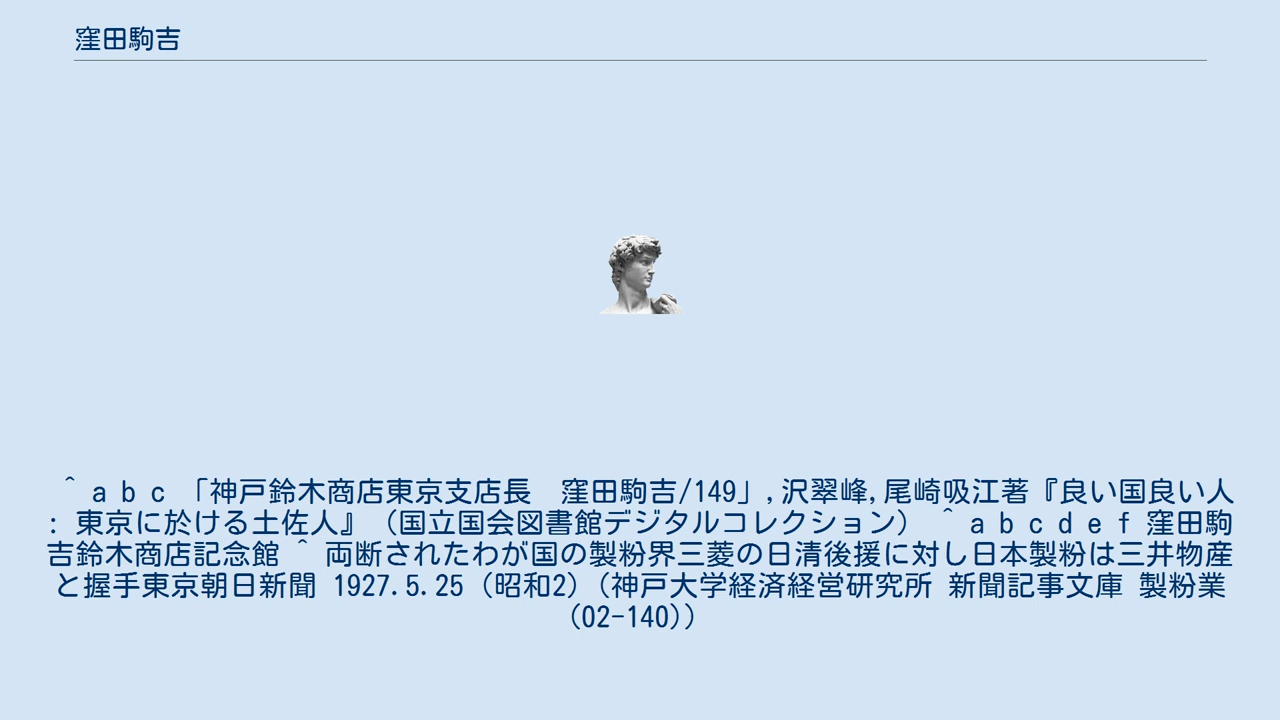 窪田駒吉
^ a b c 「神戸鈴木商店東京支店長　窪田駒吉/149」,沢翠峰,尾崎吸江著『良い国良い人
: 東京に於ける土佐人』（国立国会図書館デジタルコレクション） ^ a b c d e f 窪田駒
吉鈴木商店記念館 ^ 両断されたわが国の製粉界三菱の日清後援に対し日本製粉は三井物産
と握手東京朝日新聞 1927.5.25 (昭和2)（神戸大学経済経営研究所 新聞記事文庫 製粉業
(02-140)）